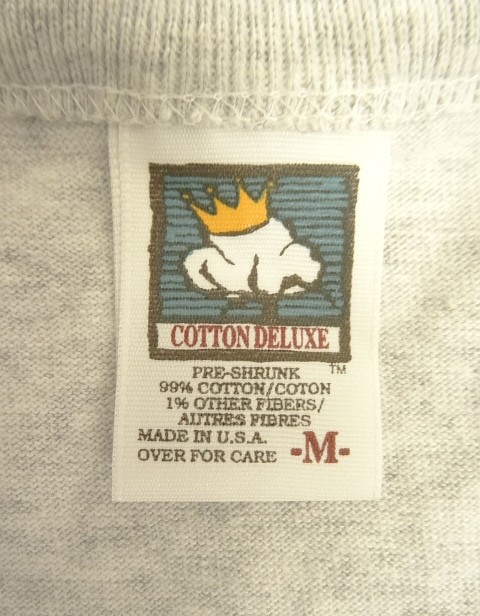 COTTON DELUXE
TM
PRE-SHRUNK
99% COTTON/COTON
1% OTHER FIBERS/
AUTRES FIBRES
MADE IN U.S.A.
OVER FOR CARE -M-